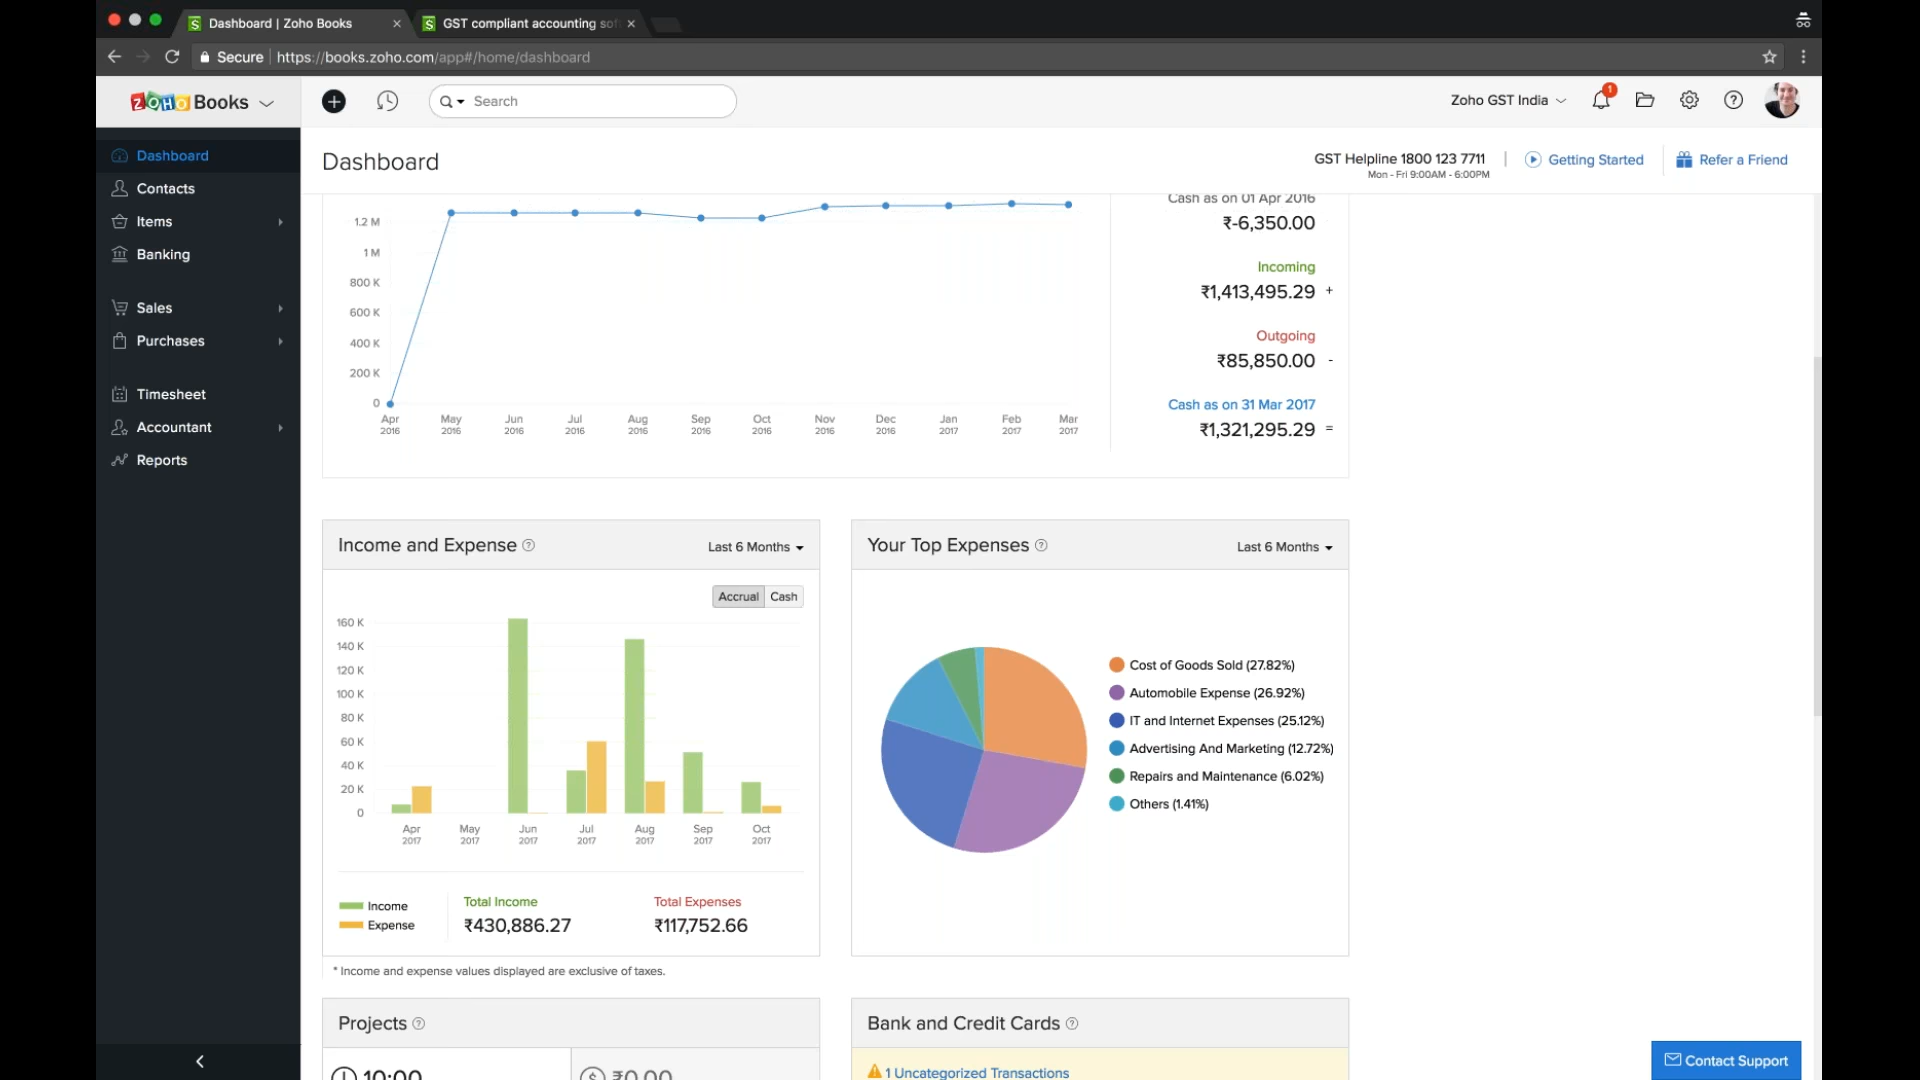 Dashboard | Zoho Books
GST compliant accounting sof
Secure https://books.zoho.com/app#/home/dashboard
ZOHO Books
Search
Zoho GST India
1
Dashboard
Contacts
Items
Banking
Sales
Purchases
Timesheet
Accountant
Reports
Dashboard
GST Helpline 1800 123 7711
Mon - Fri 9:00AM - 6:00PM
Getting Started
Refer a Friend
1.2 M
1 M
800 K
600 K
400 K
200 K
0
Apr 2016
May 2016
Jun 2016
Jul 2016
Aug 2016
Sep 2016
Oct 2016
Nov 2016
Dec 2016
Jan 2017
Feb 2017
Mar 2017
Cash as on 01 Apr 2016
₹-6,350.00
Incoming
₹1,413,495.29 +
Outgoing
₹85,850.00 -
Cash as on 31 Mar 2017
₹1,321,295.29 =
Income and Expense
Last 6 Months
Accrual Cash
160 K
140 K
120 K
100 K
80 K
60 K
40 K
20 K
0
Apr 2017
May 2017
Jun 2017
Jul 2017
Aug 2017
Sep 2017
Oct 2017
Income
Expense
Total Income
₹430,886.27
Total Expenses
₹117,752.66
* Income and expense values displayed are exclusive of taxes.
Your Top Expenses
Last 6 Months
Cost of Goods Sold (27.82%)
Automobile Expense (26.92%)
IT and Internet Expenses (25.12%)
Advertising And Marketing (12.72%)
Repairs and Maintenance (6.02%)
Others (1.41%)
Projects
10:00
₹0.00
Bank and Credit Cards
1 Uncategorized Transactions
Contact Support